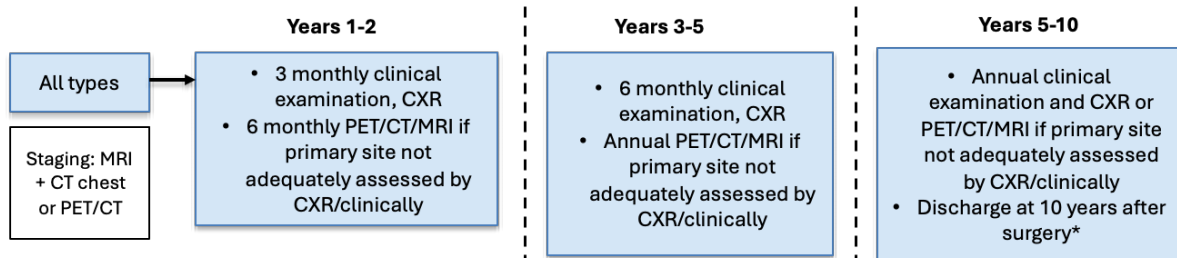 Years 1-2
Years 3-5
Years 5-10
All types
Staging: MRI
+ CT chest
or PET/CT
• 3 monthly clinical
examination, CXR
• 6 monthly PET/CT/MRI if
primary site not
adequately assessed by
CXR/clinically
• 6 monthly clinical
examination, CXR
• Annual PET/CT/MRI if
primary site not
adequately assessed by
CXR/clinically
• Annual clinical
examination and CXR or
PET/CT/MRI if primary site
not adequately assessed
by CXR/clinically
• Discharge at 10 years after
surgery*